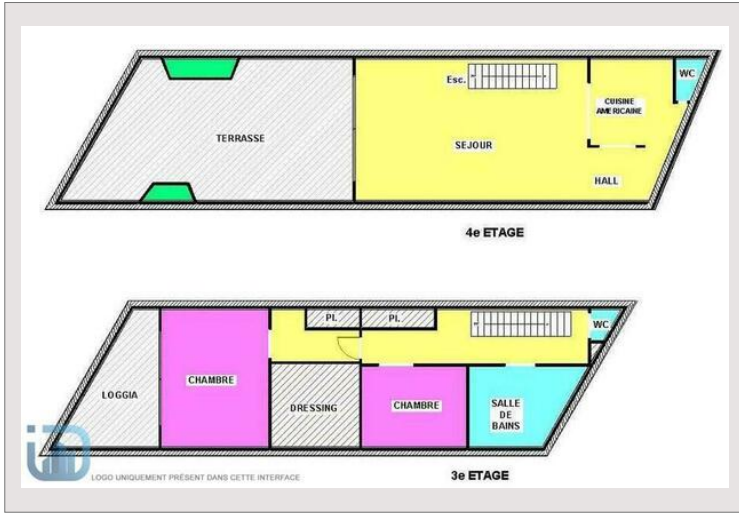 Esc.
WC
CUISINE
AMERICAINE
TERRASSE
SEJOUR
HALL
4e ETAGE
PL.
PL.
WC
CHAMBRE
LOGGIA
DRESSING
CHAMBRE
SALLE
DE
BAINS
iD
LOGO UNIQUEMENT PRÉSENT DANS CETTE INTERFACE
3e ETAGE